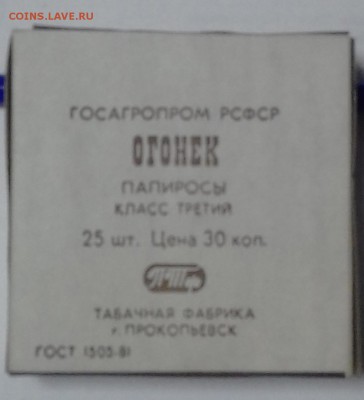 COINS.LAVE.RU
ГОСАГРОПРОМ РСФСР
ОГОНЕК
ПАПИРОСЫ
КЛАСС ТРЕТИЙ
25 шт. Цена 30 коп.
ТАБАЧНАЯ ФАБРИКА
г. ПРОКОПЬЕВСК
ГОСТ 1505-81